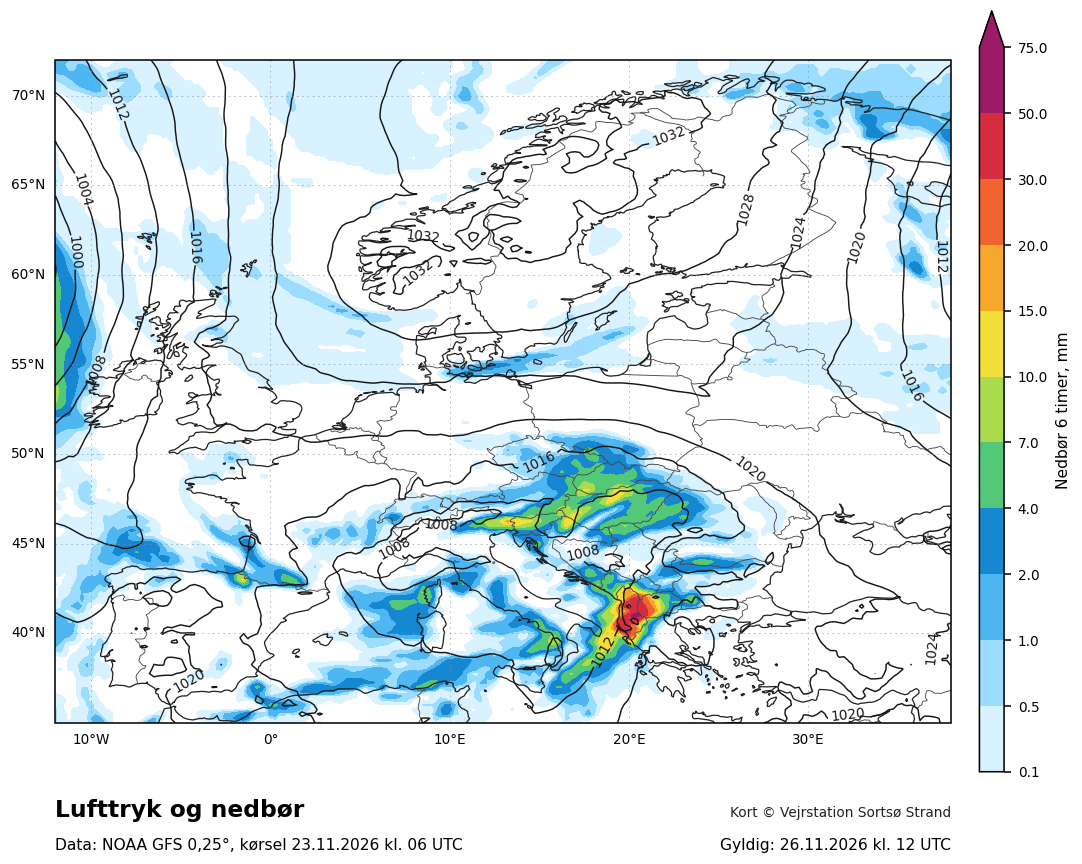 75.0
50.0
30.0
20.0
15.0
10.0
7.0
4.0
2.0
1.0
0.5
0.1
Nedbør 6 timer, mm
70°N
65°N
60°N
55°N
50°N
45°N
40°N
10°W
0°
10°E
20°E
30°E
1012
1004
1000
1016
1008
1032
1032
1032
1028
1024
1020
1012
1016
1016
1020
1008
1008
1008
1012
1020
1024
1020
Lufttryk og nedbør
Kort © Vejrstation Sortsø Strand
Data: NOAA GFS 0,25°, kørsel 23.11.2026 kl. 06 UTC
Gyldig: 26.11.2026 kl. 12 UTC